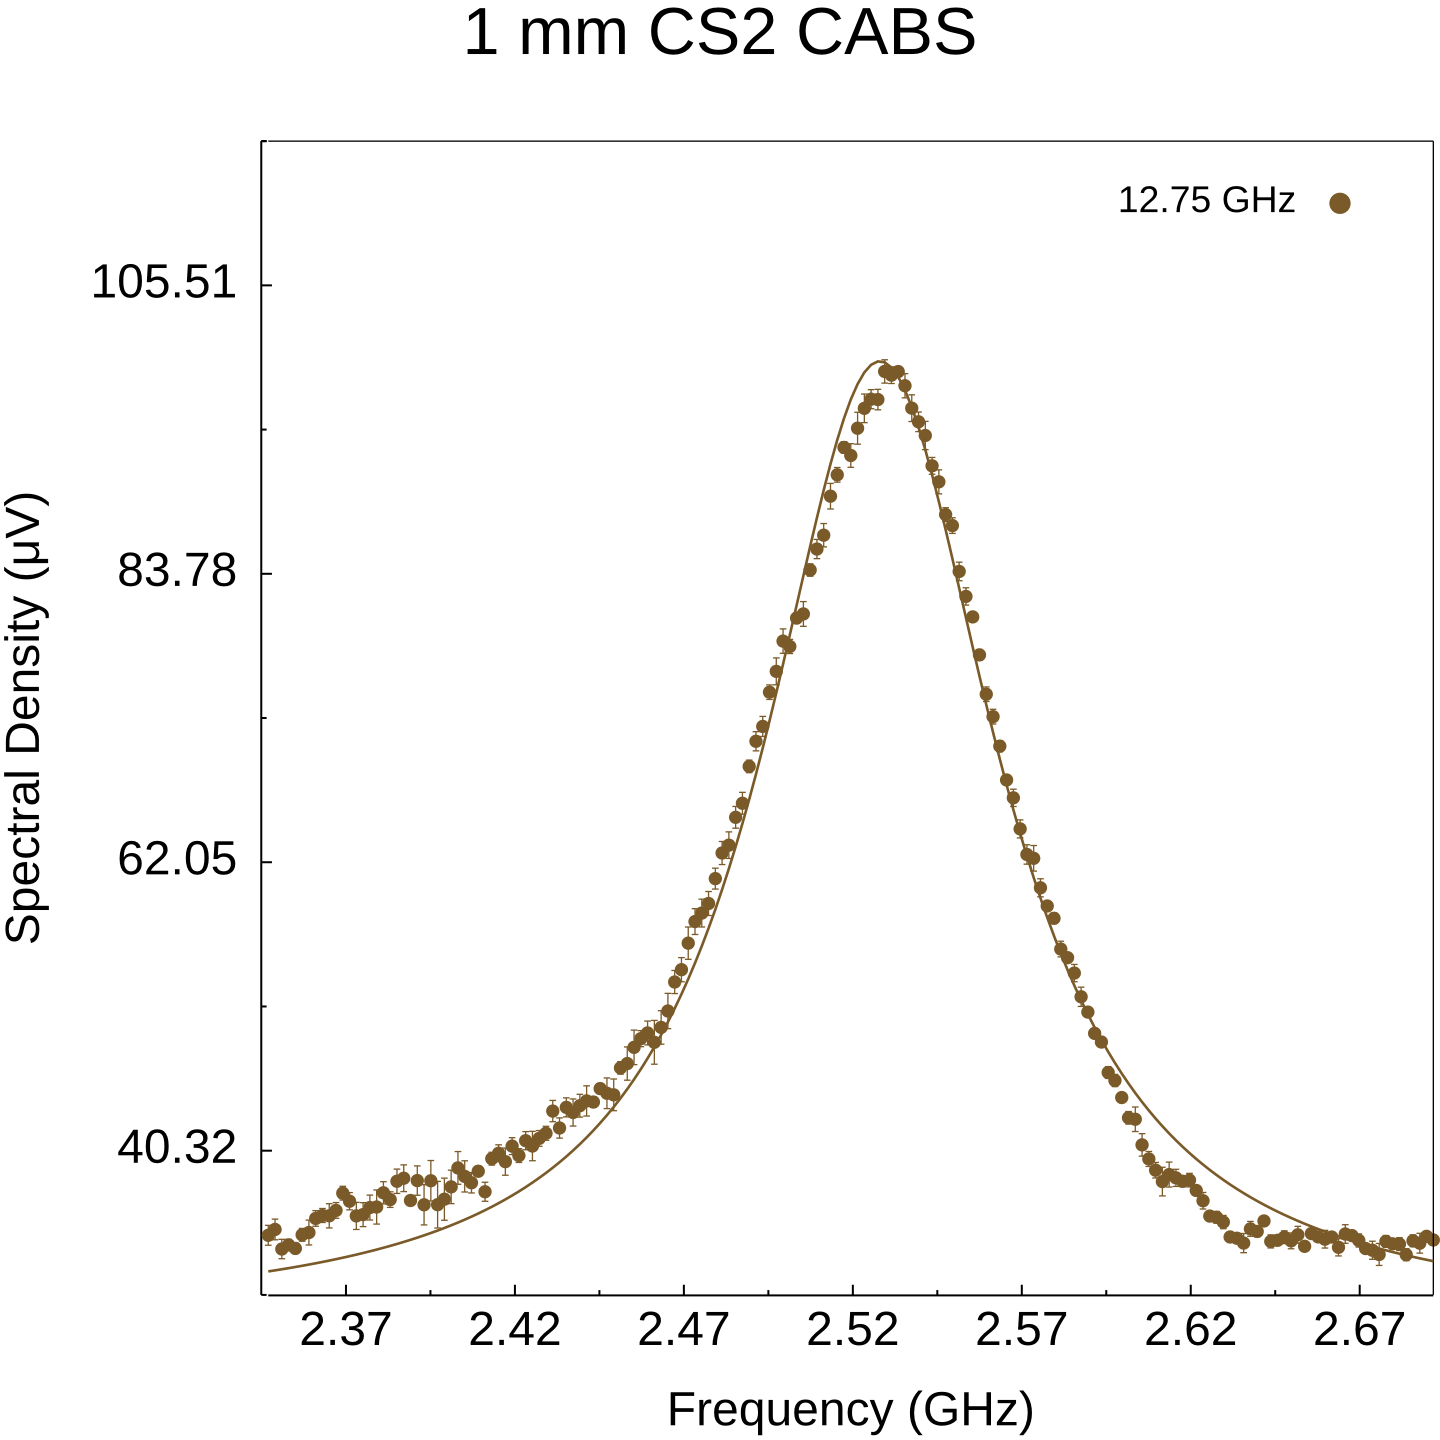 1 mm CS2 CABS
12.75 GHz
105.51
83.78
62.05
40.32
Spectral Density (μV)
2.37 2.42 2.47 2.52 2.57 2.62 2.67
Frequency (GHz)